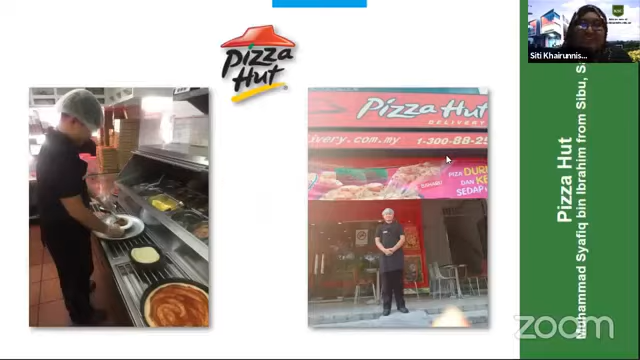 Pizza
Hut
Siti Khairunnis...
Pizza Hut
DELIVERY
livery.com.my
1-300-88-25
PIZA DURI
DAN KE
SEDAP
Pizza Hut
Muhammad Syafiq bin Ibrahim from Sibu, S
zoom